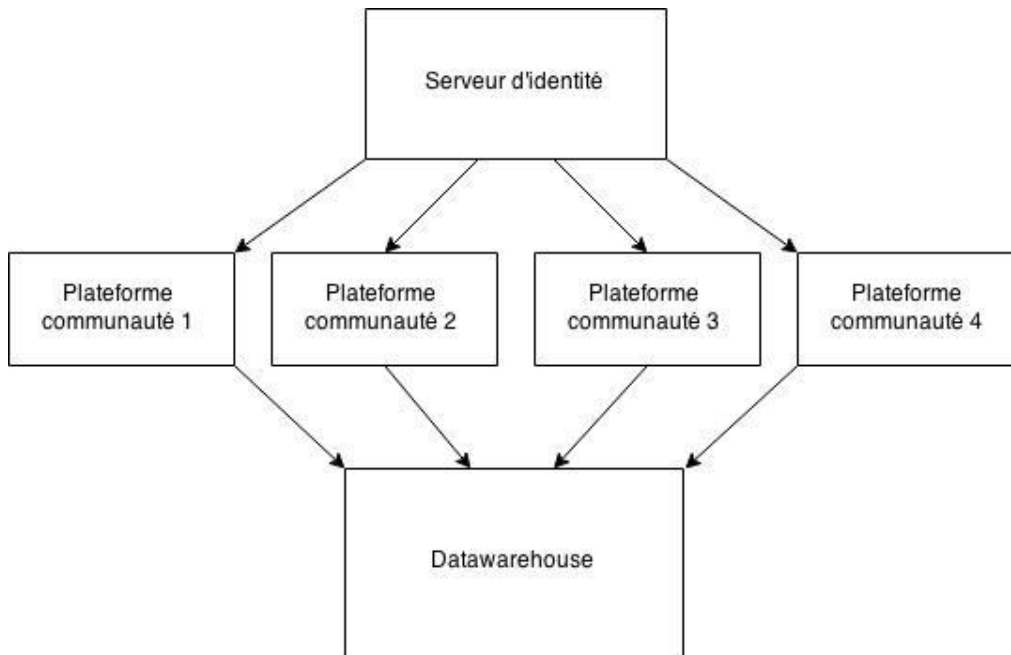 Serveur d'identité
Plateforme
communauté 1
Plateforme
communauté 2
Plateforme
communauté 3
Plateforme
communauté 4
Datawarehouse